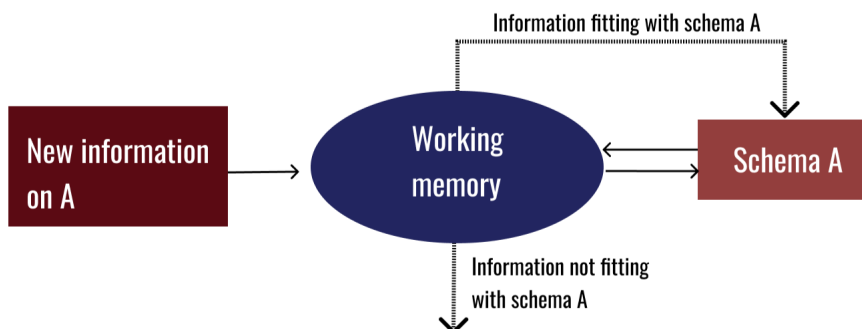 Information fitting with schema A
New information
on A
Working
memory
Schema A
Information not fitting
with schema A